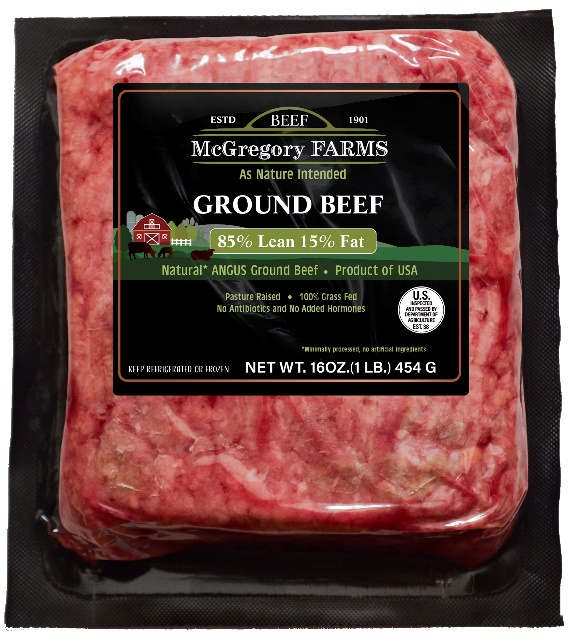 ESTD BEEF 1901
McGregory FARMS
As Nature Intended
GROUND BEEF
85% Lean 15% Fat
Natural* ANGUS Ground Beef • Product of USA
Pasture Raised • 100% Grass Fed
No Antibiotics and No Added Hormones
U.S.
INSPECTED
AND PASSED BY
DEPARTMENT OF
AGRICULTURE
EST. 38
*Minimally processed, no artificial ingredients
KEEP REFRIGERATED OR FROZEN
NET WT. 16OZ.(1 LB.) 454 G